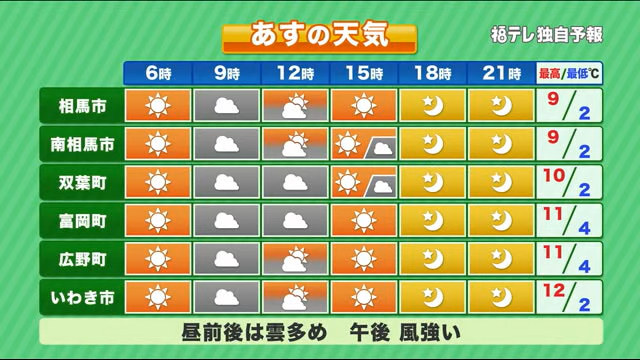 あすの天気
福テレ独自予報
6時 9時 12時 15時 18時 21時 最高/最低℃
相馬市 9/2
南相馬市 9/2
双葉町 10/2
富岡町 11/4
広野町 11/4
いわき市 12/2
昼前後は雲多め 午後 風強い